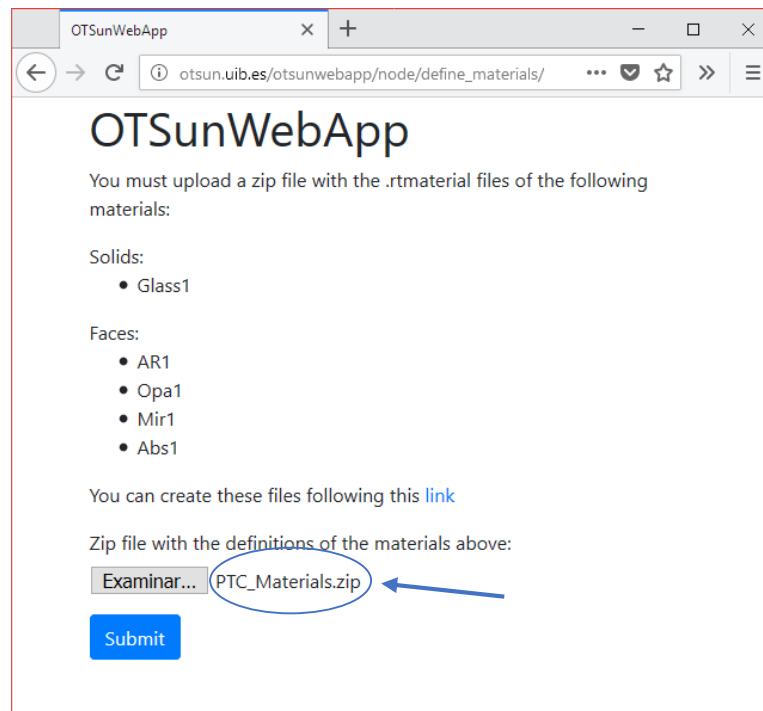 OTSunWebApp
otsun.uib.es/otsunwebapp/node/define_materials/
OTSunWebApp
You must upload a zip file with the .rtmaterial files of the following
materials:
Solids:
• Glass1
Faces:
• AR1
• Opa1
• Mir1
• Abs1
You can create these files following this link
Zip file with the definitions of the materials above:
Examinar... PTC_Materials.zip
Submit